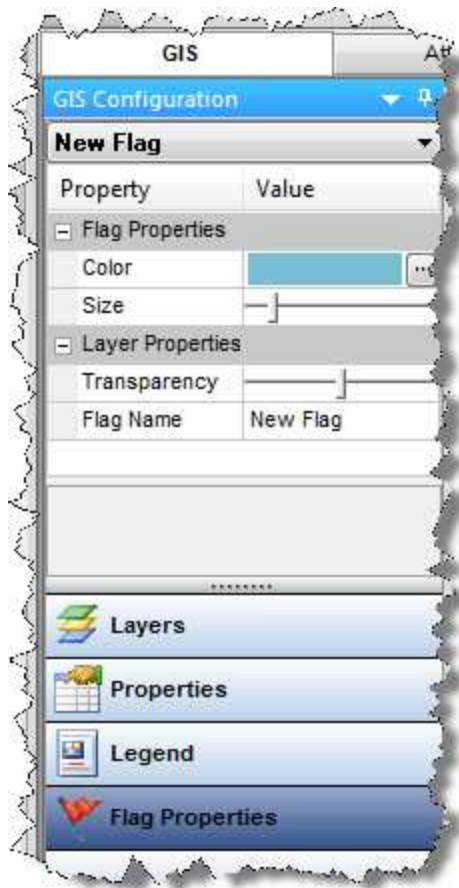 GIS
GIS Configuration
New Flag
Property Value
Flag Properties
Color
Size
Layer Properties
Transparency
Flag Name New Flag
Layers
Properties
Legend
Flag Properties